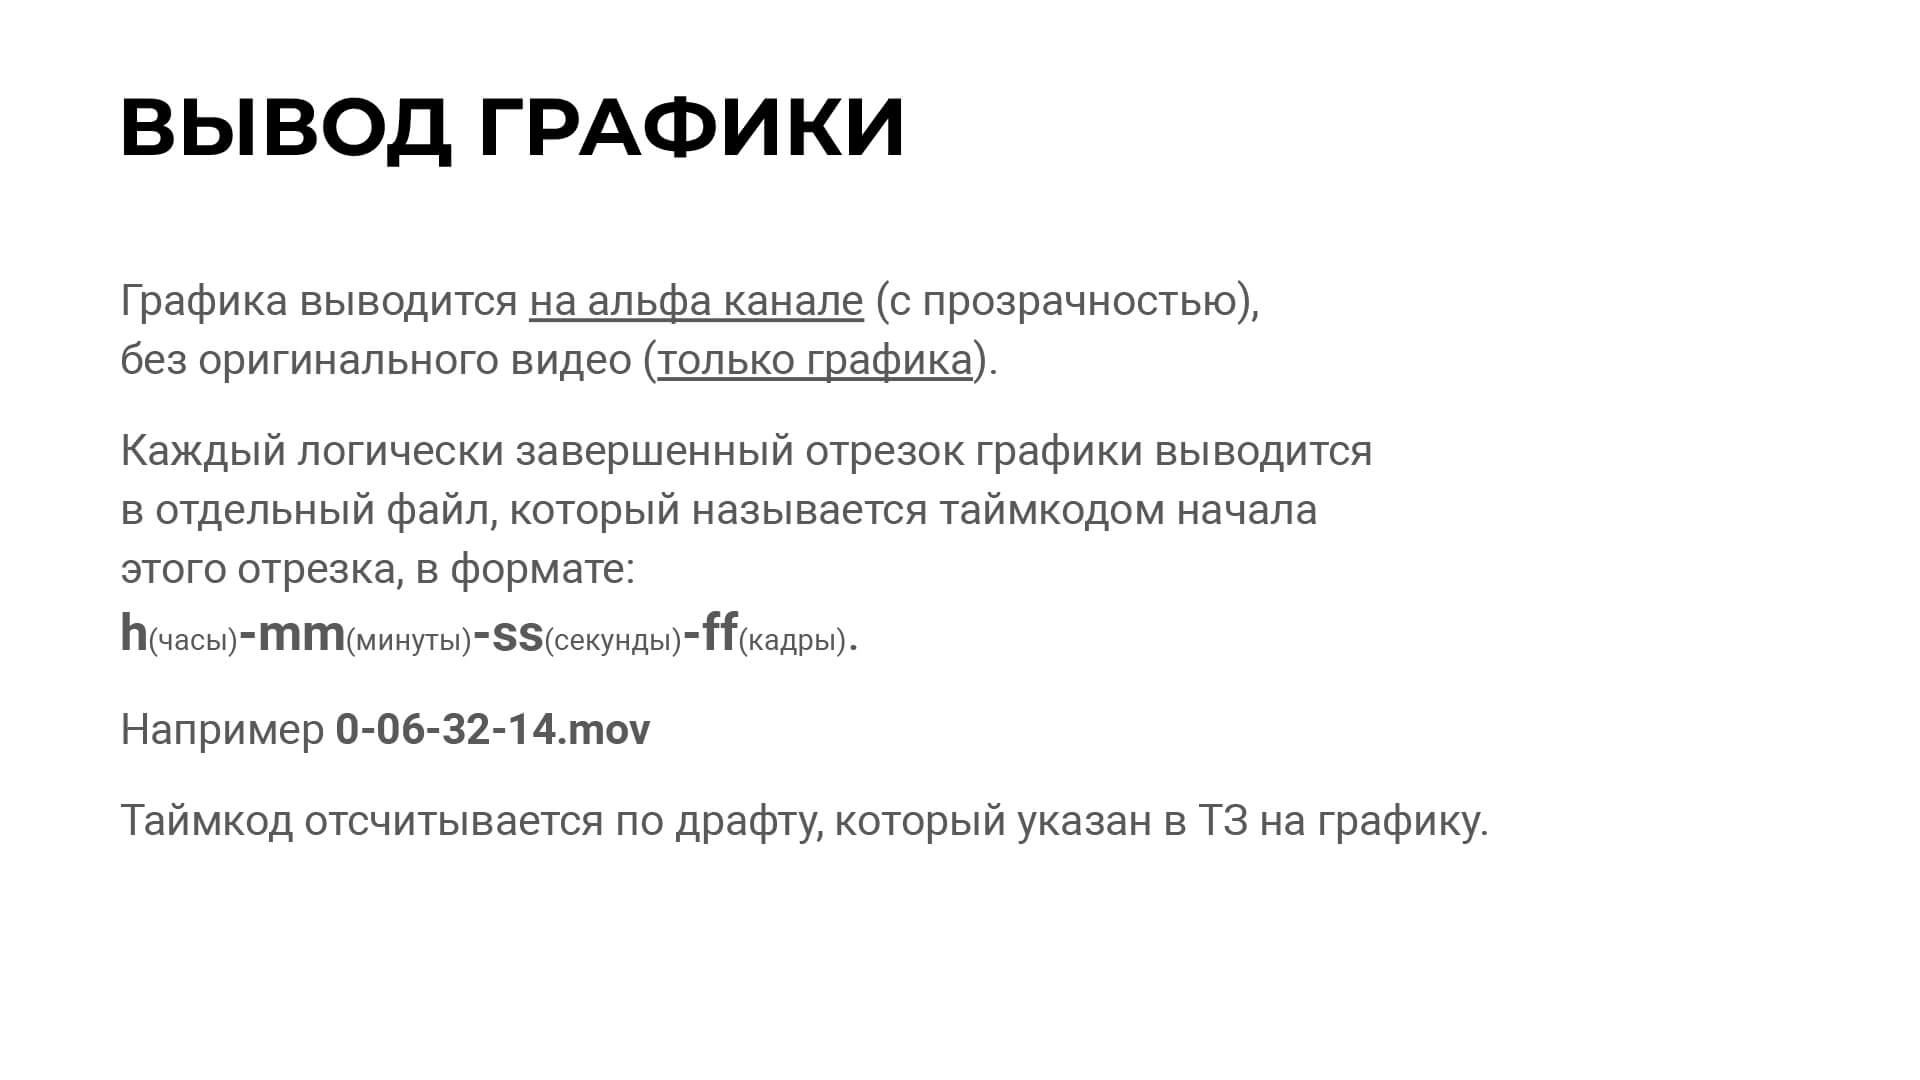 ВЫВОД ГРАФИКИ
Графика выводится на альфа канале (с прозрачностью),
без оригинального видео (только графика).
Каждый логически завершенный отрезок графики выводится
в отдельный файл, который называется таймкодом начала
этого отрезка, в формате:
h(часы)-mm(минуты)-ss(секунды)-ff(кадры).
Например 0-06-32-14.mov
Таймкод отсчитывается по драфту, который указан в ТЗ на графику.